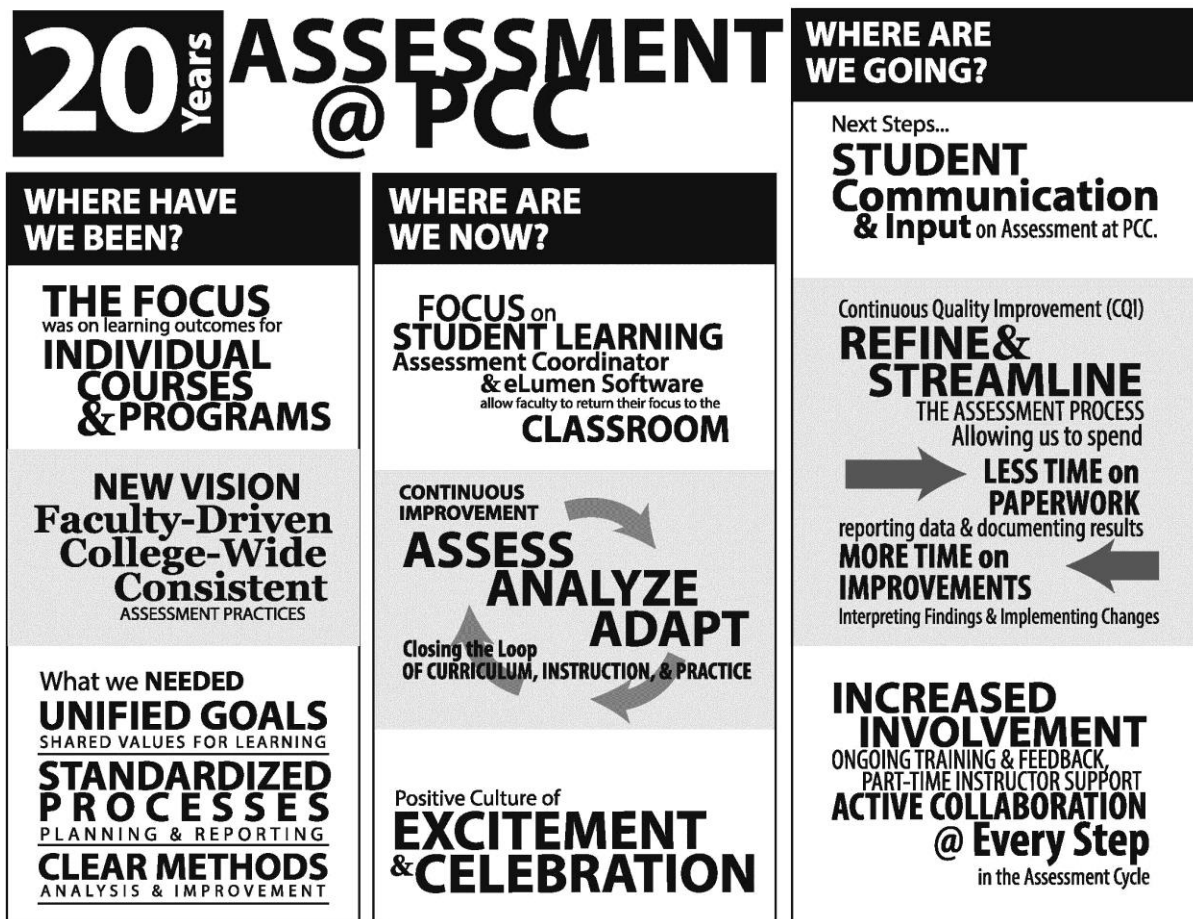 20 Years
ASSESSMENT
@ PCC
WHERE HAVE
WE BEEN?
THE FOCUS
was on learning outcomes for
INDIVIDUAL
COURSES
& PROGRAMS
NEW VISION
Faculty-Driven
College-Wide
Consistent
ASSESSMENT PRACTICES
What we NEEDED
UNIFIED GOALS
SHARED VALUES FOR LEARNING
STANDARDIZED
PROCESSES
PLANNING & REPORTING
CLEAR METHODS
ANALYSIS & IMPROVEMENT
WHERE ARE
WE NOW?
FOCUS on
STUDENT LEARNING
Assessment Coordinator
& eLumen Software
allow faculty to return their focus to the
CLASSROOM
CONTINUOUS
IMPROVEMENT
ASSESS
ANALYZE
ADAPT
Closing the Loop
OF CURRICULUM, INSTRUCTION, & PRACTICE
Positive Culture of
EXCITEMENT
& CELEBRATION
WHERE ARE
WE GOING?
Next Steps...
STUDENT
Communication
& Input on Assessment at PCC.
Continuous Quality Improvement (CQI)
REFINE &
STREAMLINE
THE ASSESSMENT PROCESS
Allowing us to spend
LESS TIME on
PAPERWORK
reporting data & documenting results
MORE TIME on
IMPROVEMENTS
Interpreting Findings & Implementing Changes
INCREASED
INVOLVEMENT
ONGOING TRAINING & FEEDBACK,
PART-TIME INSTRUCTOR SUPPORT
ACTIVE COLLABORATION
@ Every Step
in the Assessment Cycle